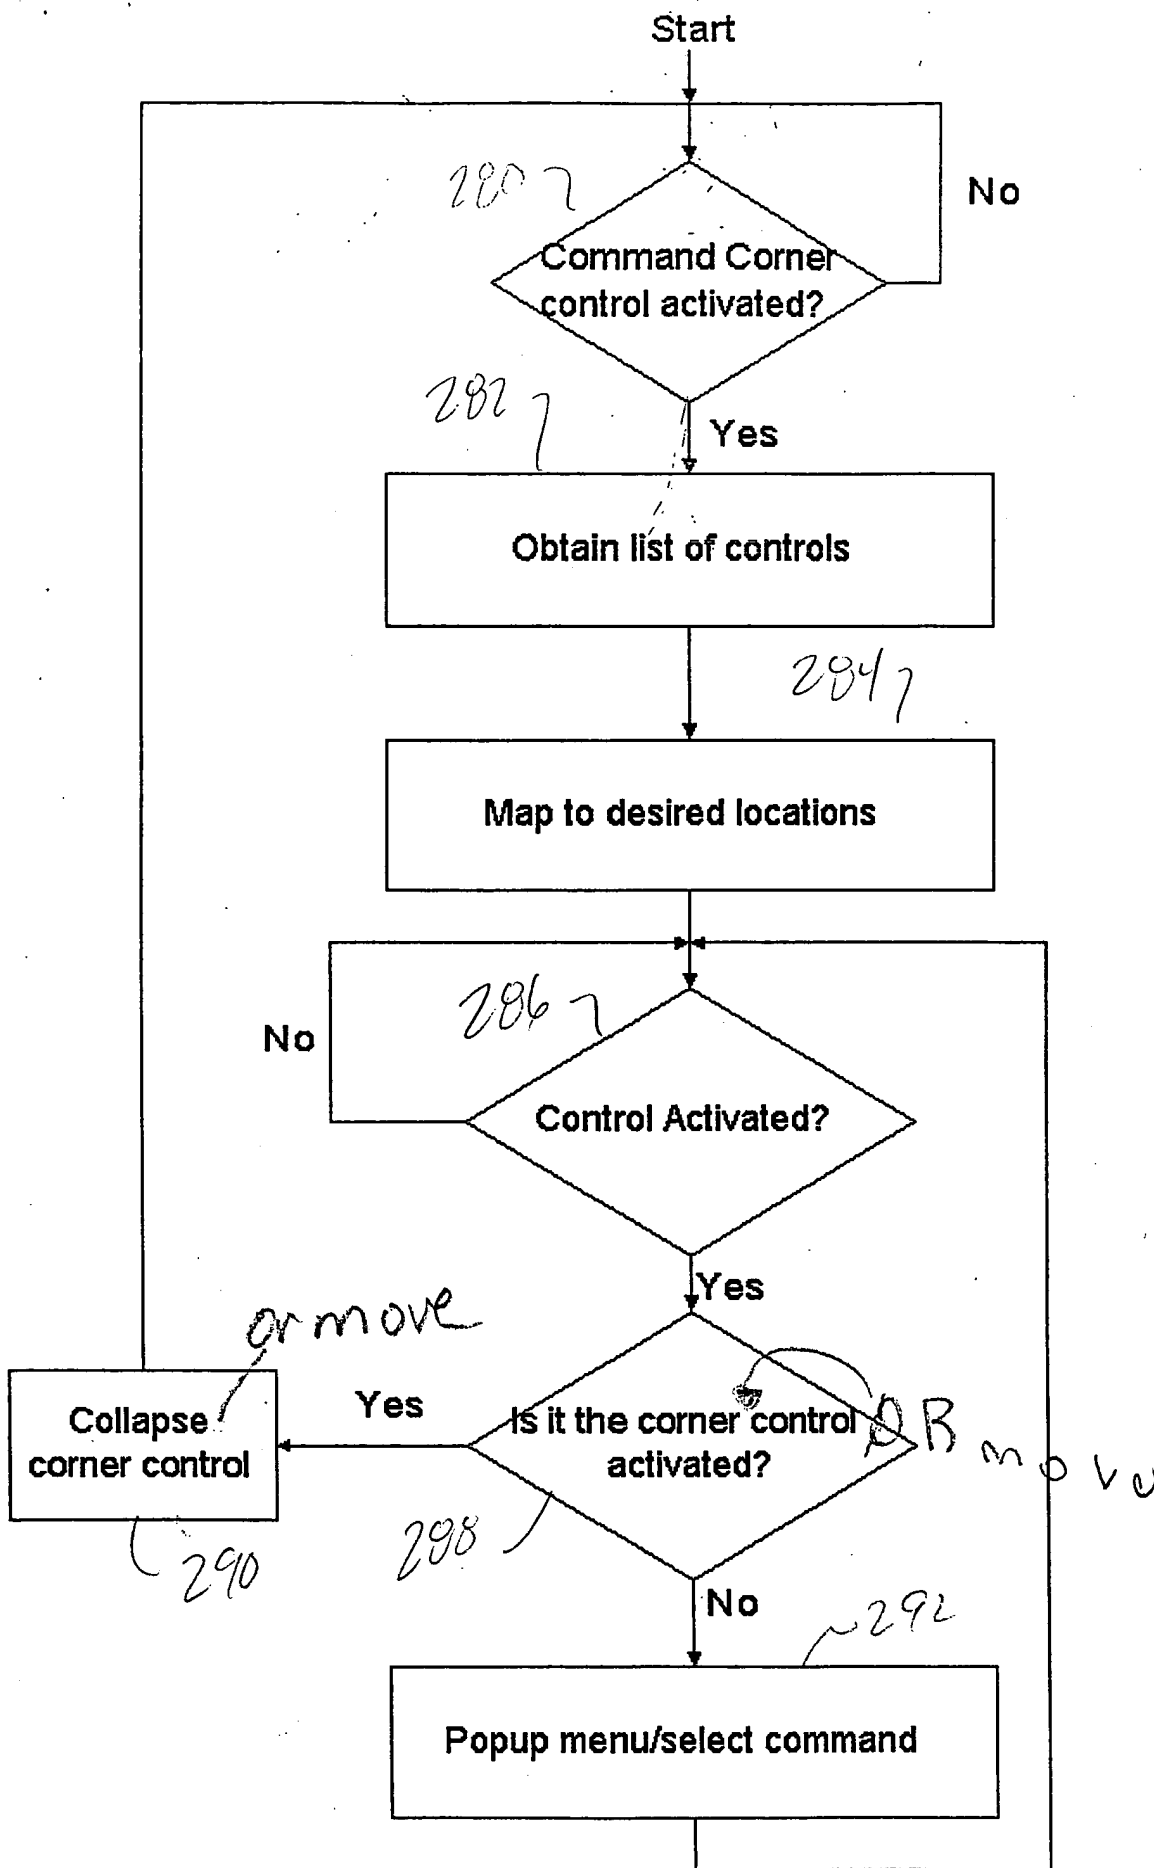 Start
280
No
Command Corner
control activated?
282
Yes
Obtain list of controls
284
Map to desired locations
286
No
Control Activated?
Yes
or move
Collapse
corner control
Yes
Is it the corner control
activated?
OR move
290
288
No
292
Popup menu/select command